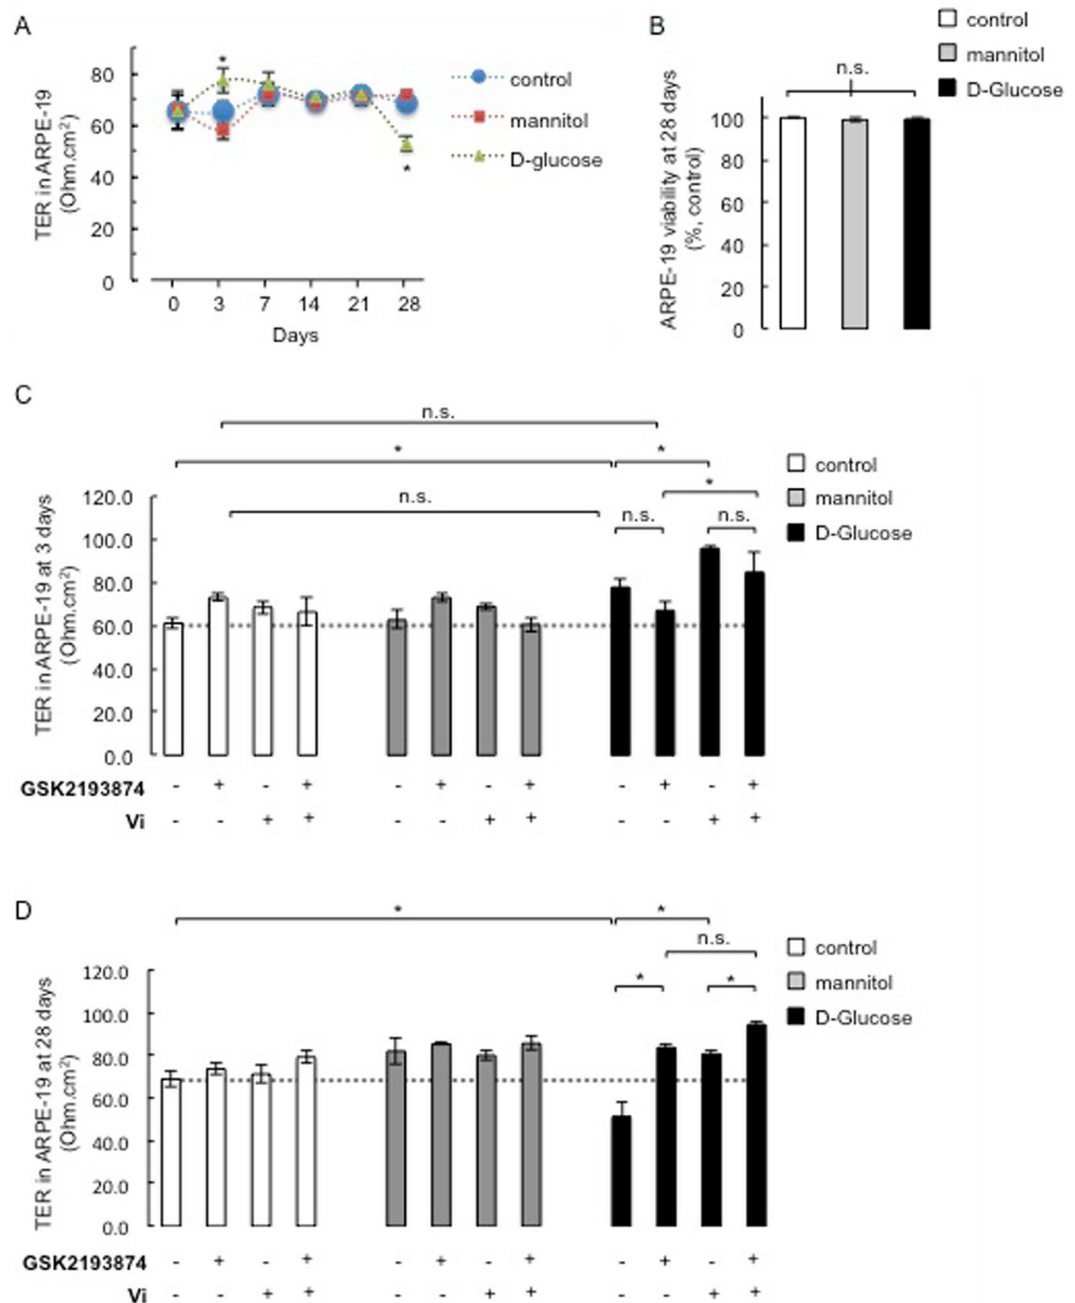 A
TER in ARPE-19
(Ohm.cm²)
80
60
40
20
0
*
*
0 3 7 14 21 28
Days
control
mannitol
D-glucose
B
control
mannitol
D-Glucose
n.s.
ARPE-19 viability at 28 days
(%, control)
100
80
60
40
20
0
C
n.s.
* *
*
n.s. n.s. n.s.
control
mannitol
D-Glucose
TER in ARPE-19 at 3 days
(Ohm.cm²)
120.0
100.0
80.0
60.0
40.0
20.0
0.0
GSK2193874 - + - + - + - + - + - +
Vi - - + + - - + + - - + +
D
* *
n.s.
* *
control
mannitol
D-Glucose
TER in ARPE-19 at 28 days
(Ohm.cm²)
120.0
100.0
80.0
60.0
40.0
20.0
0.0
GSK2193874 - + - + - + - + - + - +
Vi - - + + - - + + - - + +